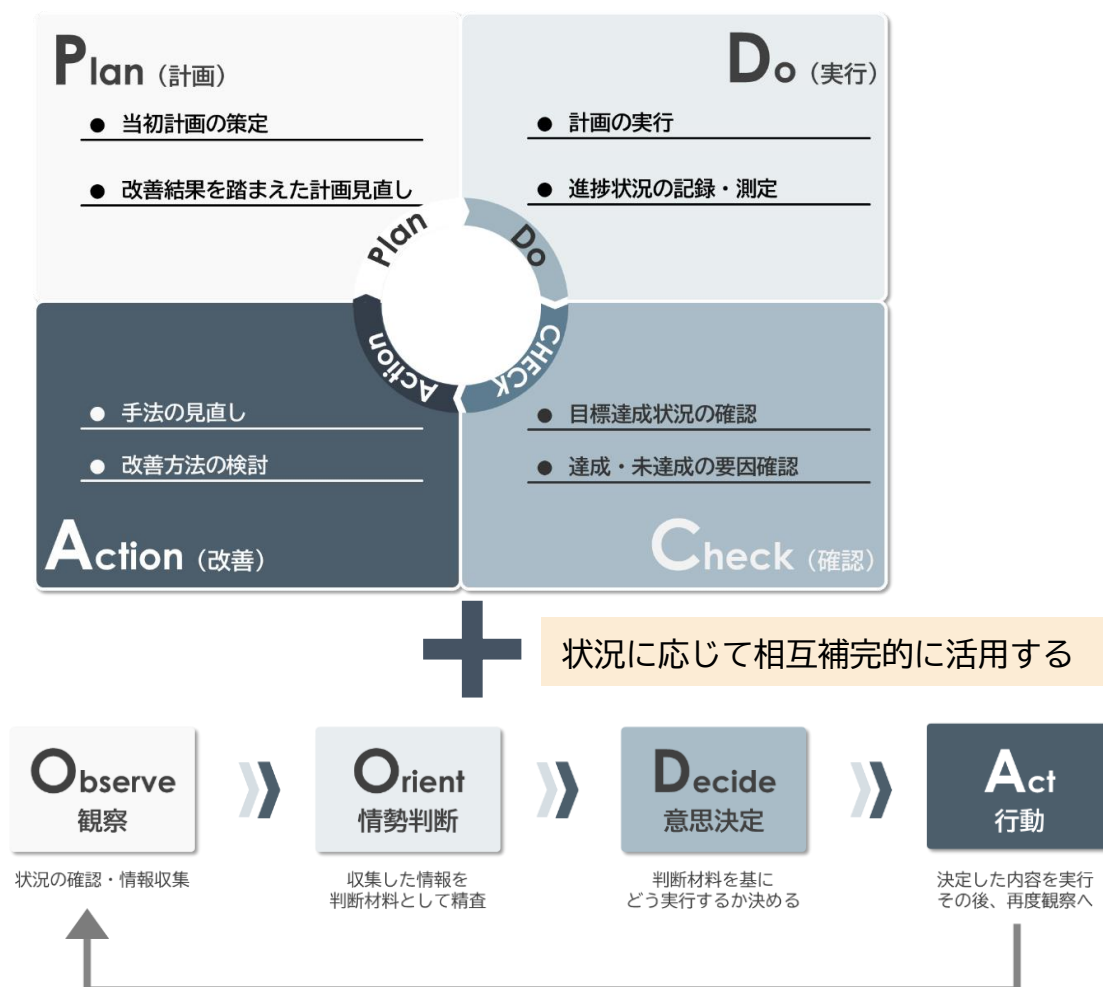 Plan（計画）
● 当初計画の策定
● 改善結果を踏まえた計画見直し
Do（実行）
● 計画の実行
● 進捗状況の記録・測定
Plan
Do
CHECK
Action
● 手法の見直し
● 改善方法の検討
Action（改善）
● 目標達成状況の確認
● 達成・未達成の要因確認
Check（確認）
状況に応じて相互補完的に活用する
Observe
観察
状況の確認・情報収集
Orient
情勢判断
収集した情報を
判断材料として精査
Decide
意思決定
判断材料を基に
どう実行するか決める
Act
行動
決定した内容を実行
その後、再度観察へ